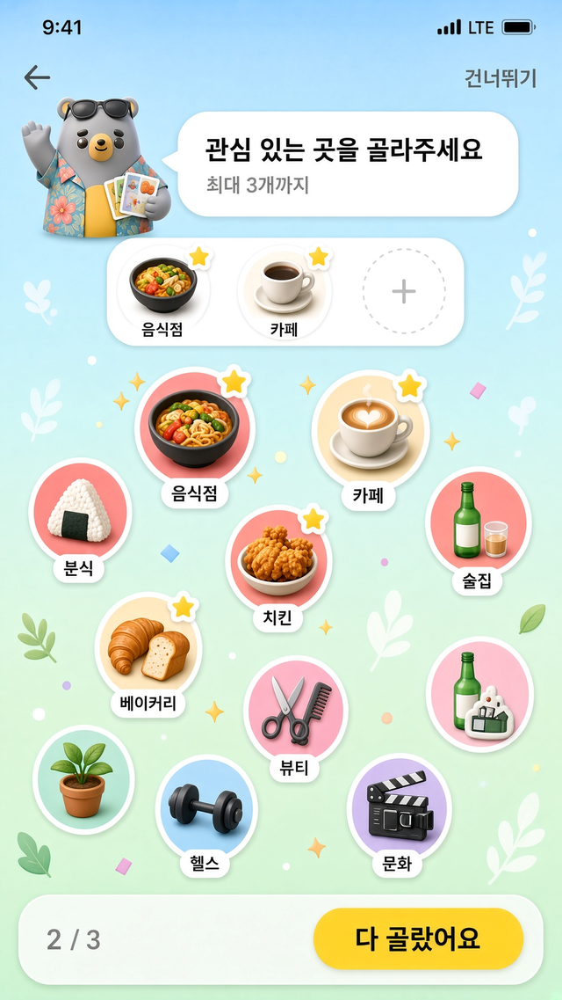 9:41
LTE
건너뛰기
관심 있는 곳을 골라주세요
최대 3개까지
음식점
카페
+
음식점
카페
분식
술집
치킨
베이커리
뷰티
헬스
문화
2 / 3
다 골랐어요